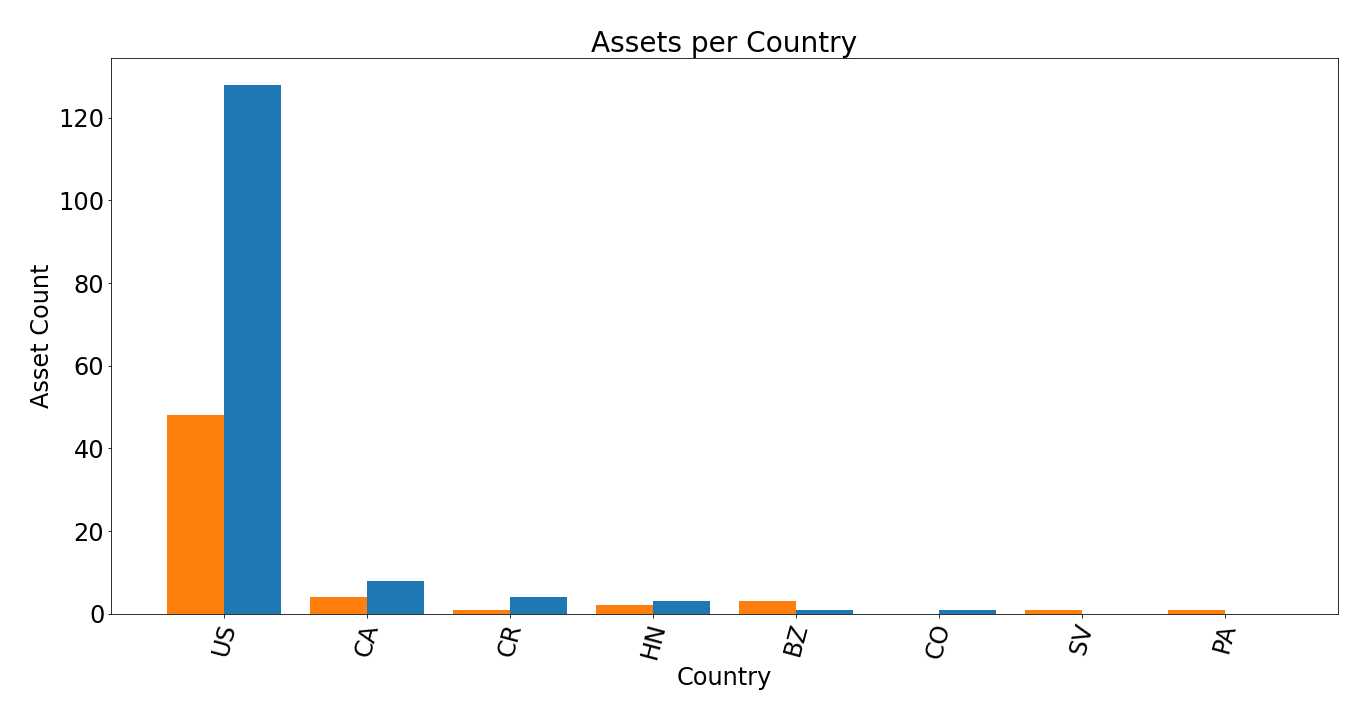 Assets per Country
Asset Count
120
100
80
60
40
20
0
US
CA
CR
HN
BZ
CO
SV
PA
Country